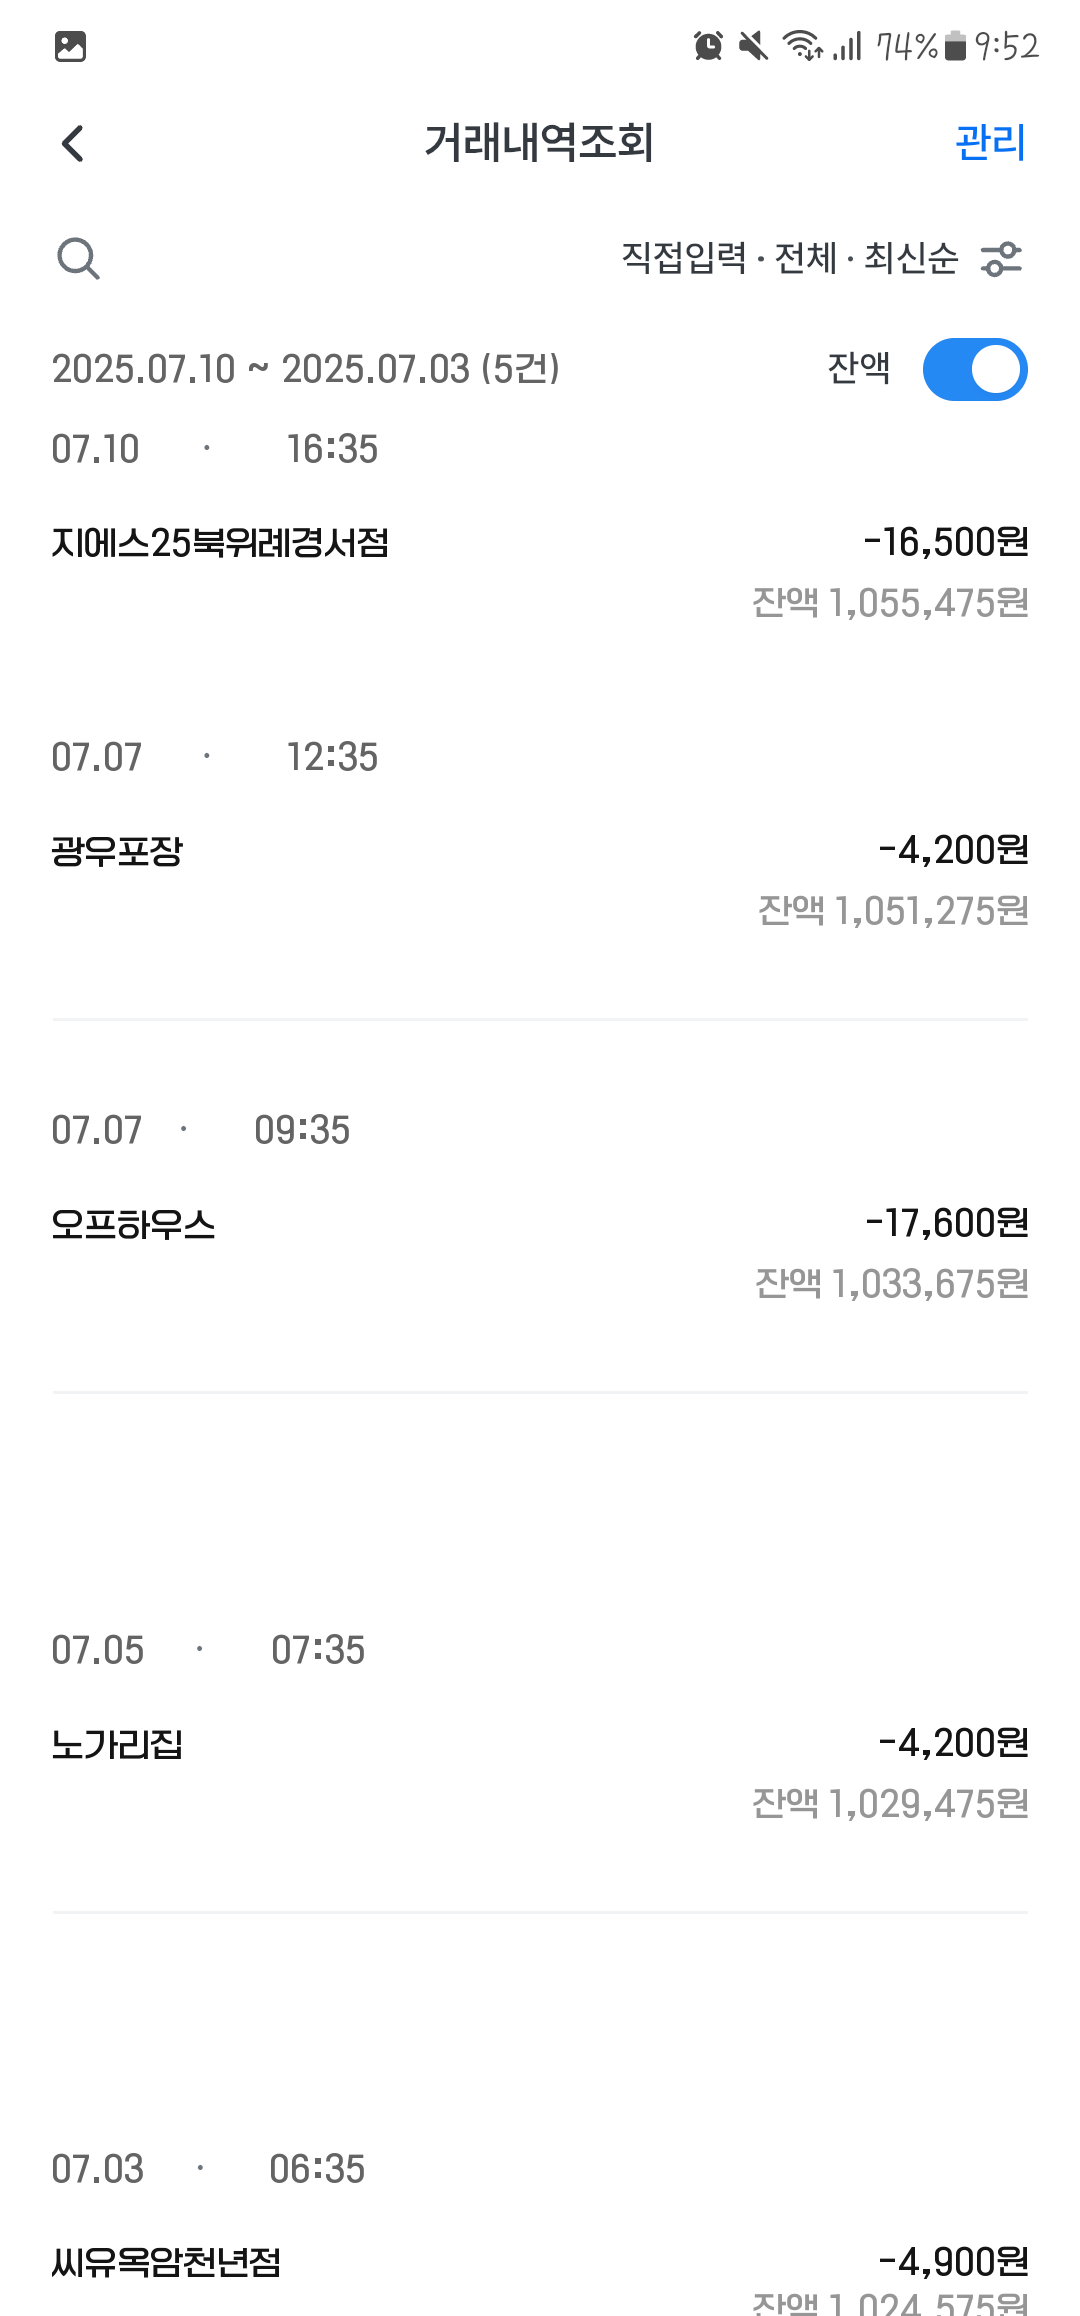 74% 9:52
거래내역조회 관리
직접입력 · 전체 · 최신순
2025.07.10 ~ 2025.07.03 (5건) 잔액
07.10 · 16:35
지에스25북위례경서점 -16,500원
잔액 1,055,475원
07.07 · 12:35
광우포장 -4,200원
잔액 1,051,275원
07.07 · 09:35
오프하우스 -17,600원
잔액 1,033,675원
07.05 · 07:35
노가리집 -4,200원
잔액 1,029,475원
07.03 · 06:35
씨유옥암천년점 -4,900원
잔액 1,024,575원